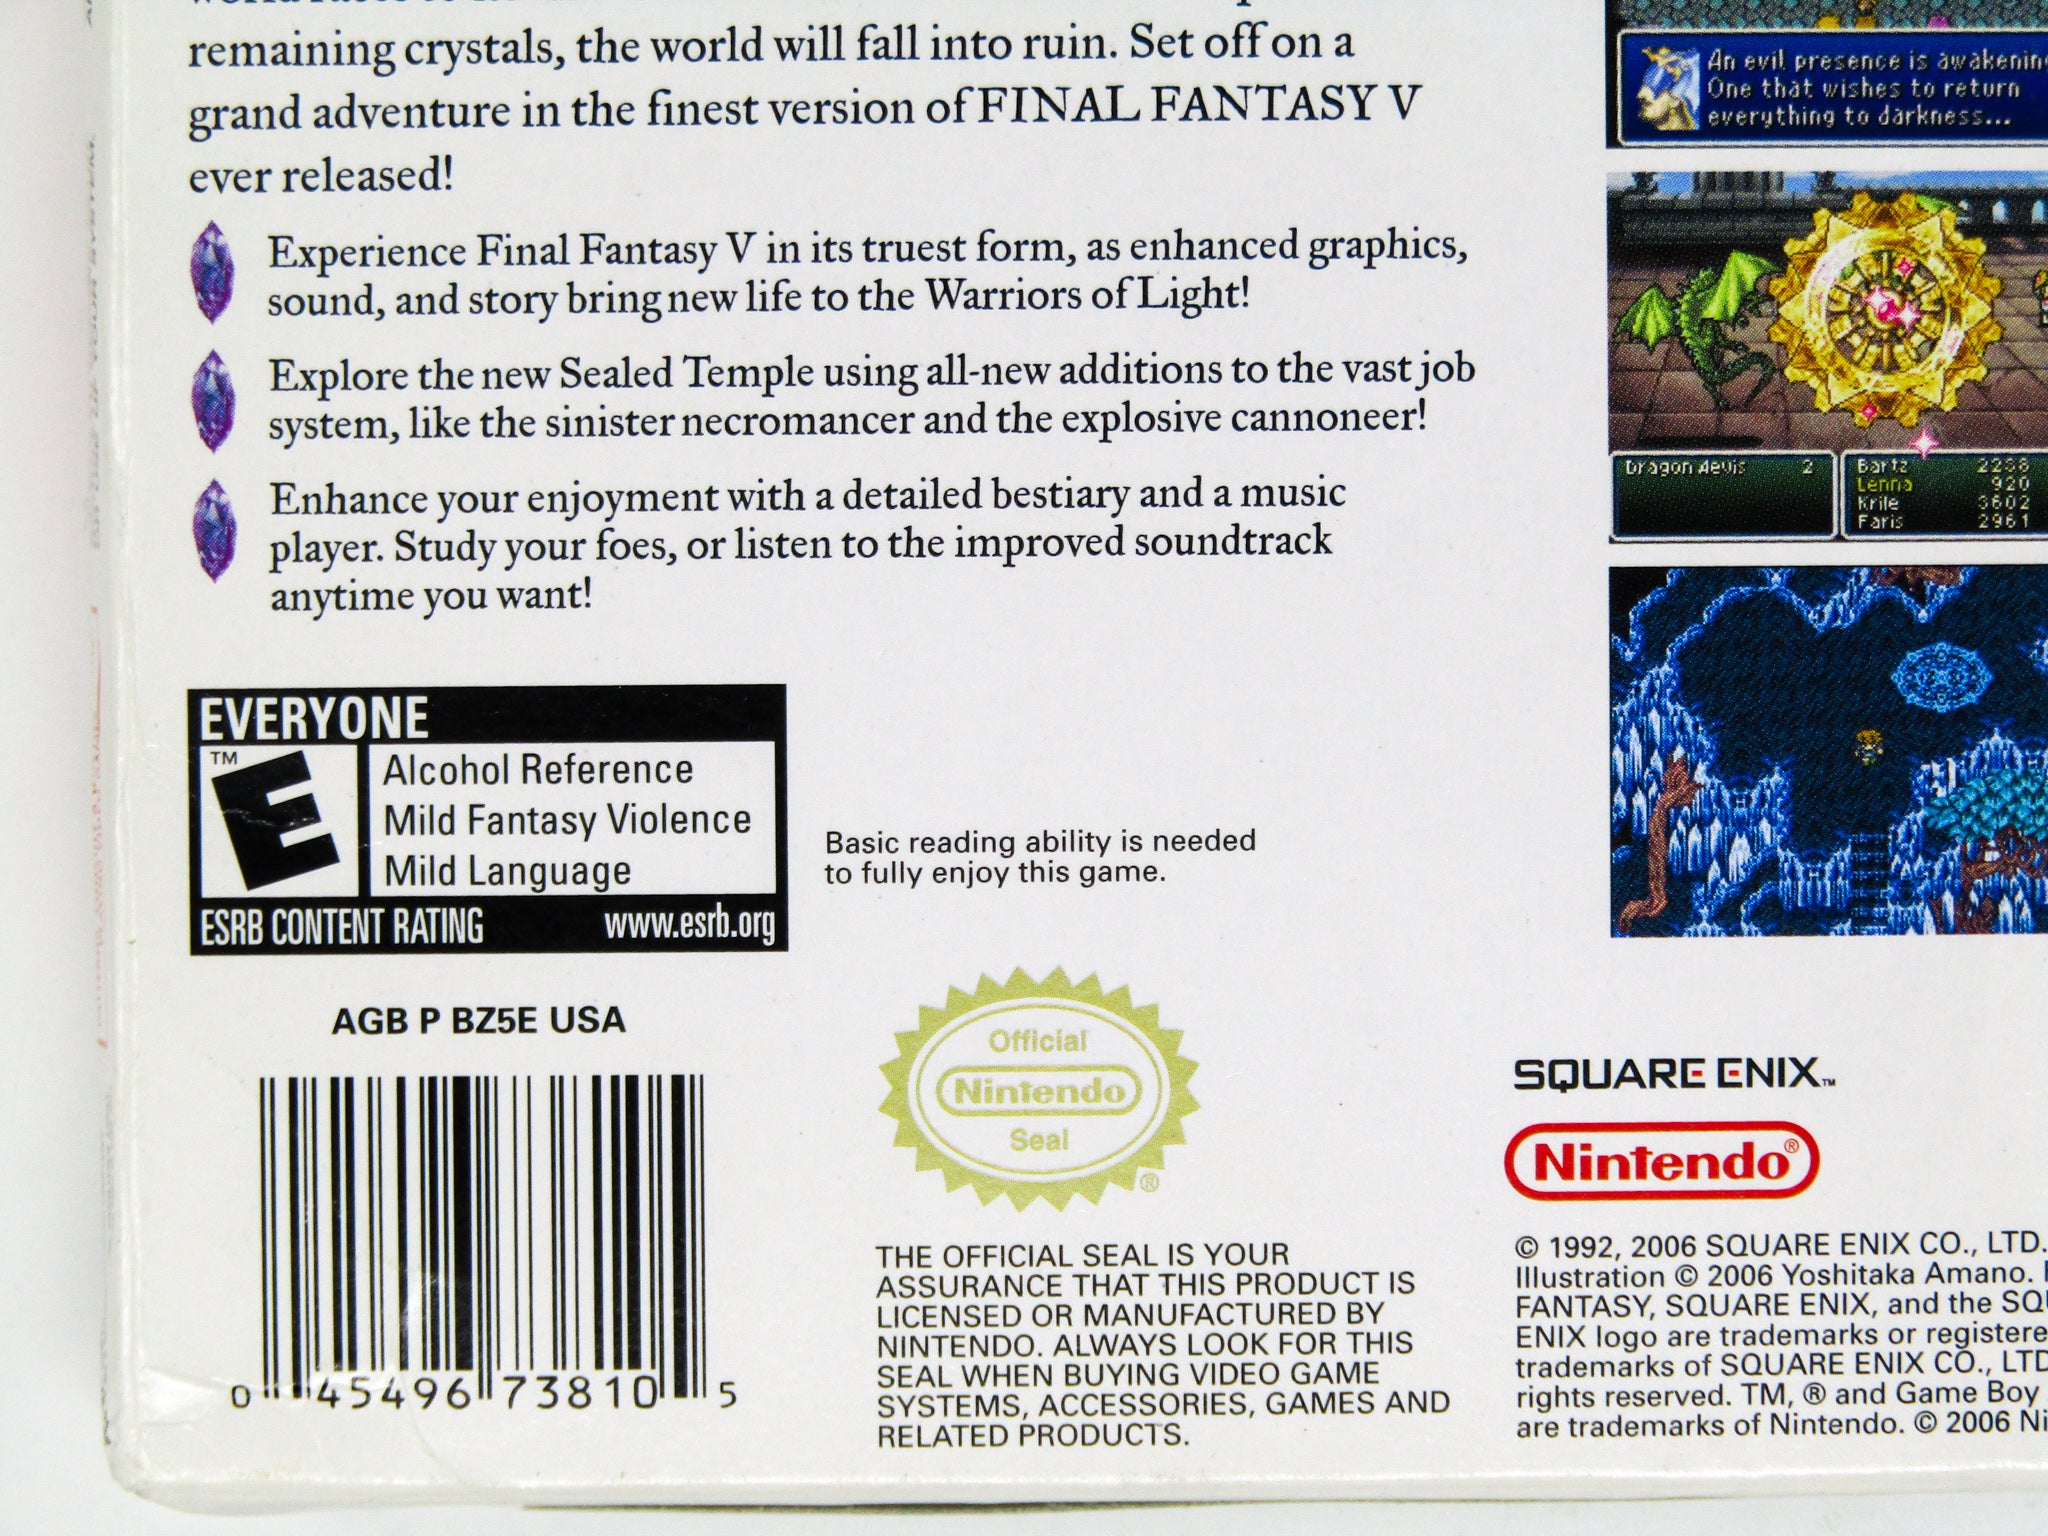 remaining crystals, the world will fall into ruin. Set off on a
grand adventure in the finest version of FINAL FANTASY V
ever released!
Experience Final Fantasy V in its truest form, as enhanced graphics,
sound, and story bring new life to the Warriors of Light!
Explore the new Sealed Temple using all-new additions to the vast job
system, like the sinister necromancer and the explosive cannoneer!
Enhance your enjoyment with a detailed bestiary and a music
player. Study your foes, or listen to the improved soundtrack
anytime you want!
EVERYONE
TM
E
Alcohol Reference
Mild Fantasy Violence
Mild Language
ESRB CONTENT RATING www.esrb.org
Basic reading ability is needed
to fully enjoy this game.
AGB P BZ5E USA
0 45496 73810 5
Official
Nintendo
Seal
®
THE OFFICIAL SEAL IS YOUR
ASSURANCE THAT THIS PRODUCT IS
LICENSED OR MANUFACTURED BY
NINTENDO. ALWAYS LOOK FOR THIS
SEAL WHEN BUYING VIDEO GAME
SYSTEMS, ACCESSORIES, GAMES AND
RELATED PRODUCTS.
An evil presence is
One that wishes to return
everything to darkness...
Dragon Aevis 2
Bartz 2238
Lenna 920
Krile 3602
Faris 2961
SQUARE ENIX™
Nintendo®
© 1992, 2006 SQUARE ENIX CO., LTD.
Illustration © 2006 Yoshitaka Amano.
FANTASY, SQUARE ENIX, and the
ENIX logo are trademarks or
trademarks of SQUARE ENIX CO., LTD
rights reserved. TM, ® and Game Boy
are trademarks of Nintendo. © 2006